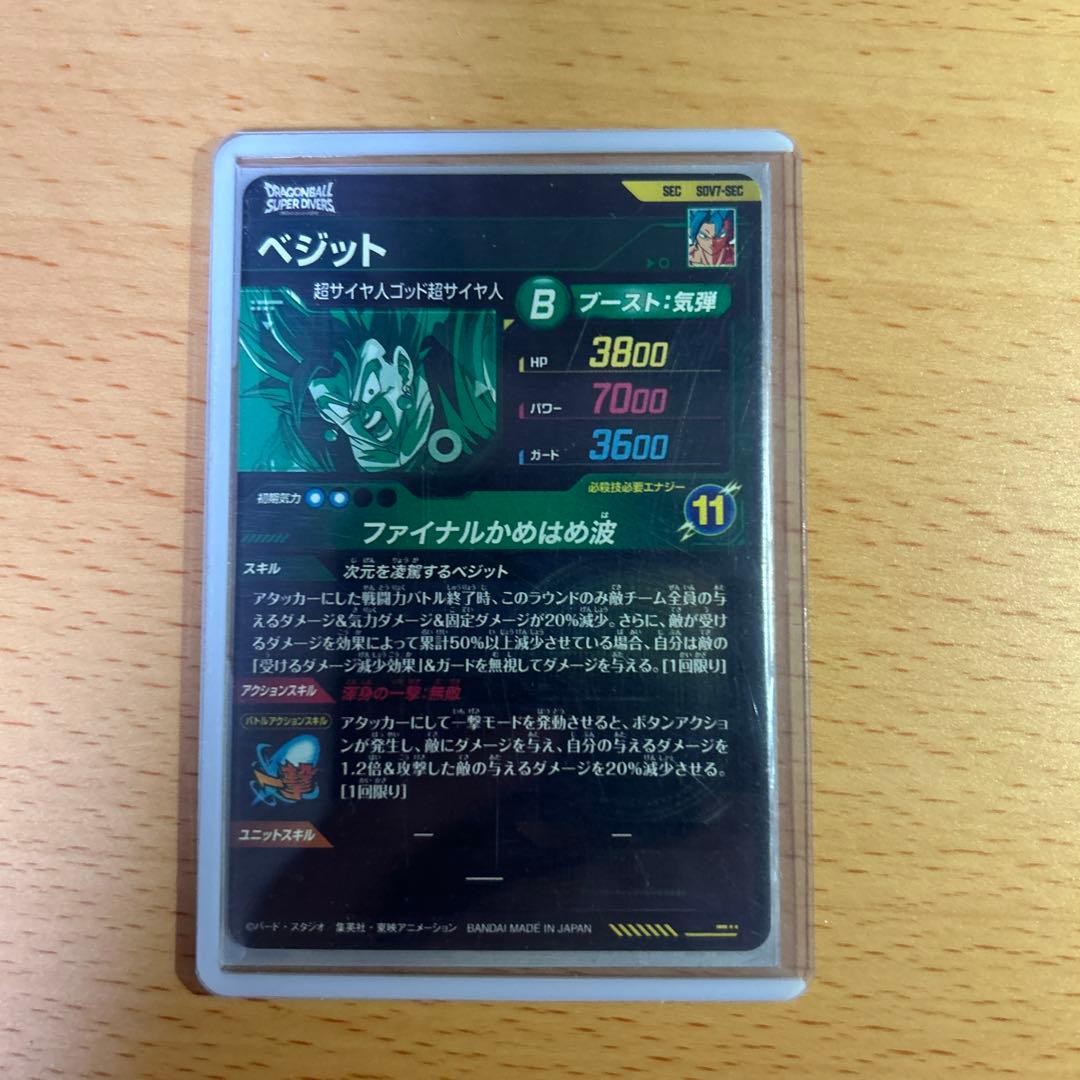 DRAGONBALL
SUPER DIVERS
SEC SDV7-SEC
ベジット
超サイヤ人ゴッド超サイヤ人
B ブースト：気弾
HP 3800
パワー 7000
ガード 3600
初期気力
必殺技必要エナジー
11
ファイナルかめはめ波
スキル 次元を凌駕するベジット
アタッカーにした戦闘力バトル終了時、このラウンドのみ敵チーム全員の与
えるダメージ&気力ダメージ&固定ダメージが20%減少。さらに、敵が受け
るダメージを効果によって累計50%以上減少させている場合、自分は敵の
[受けるダメージ減少効果]&ガードを無視してダメージを与える。[1回限り]
アクションスキル 渾身の一撃：無敵
バトルアクションスキル
アタッカーにして一撃モードを発動させると、ボタンアクショ
ンが発生し、敵にダメージを与え、自分の与えるダメージを
1.2倍&攻撃した敵の与えるダメージを20%減少させる。
[1回限り]
一撃
ユニットスキル — —
—
©バード・スタジオ 集英社・東映アニメーション BANDAI MADE IN JAPAN